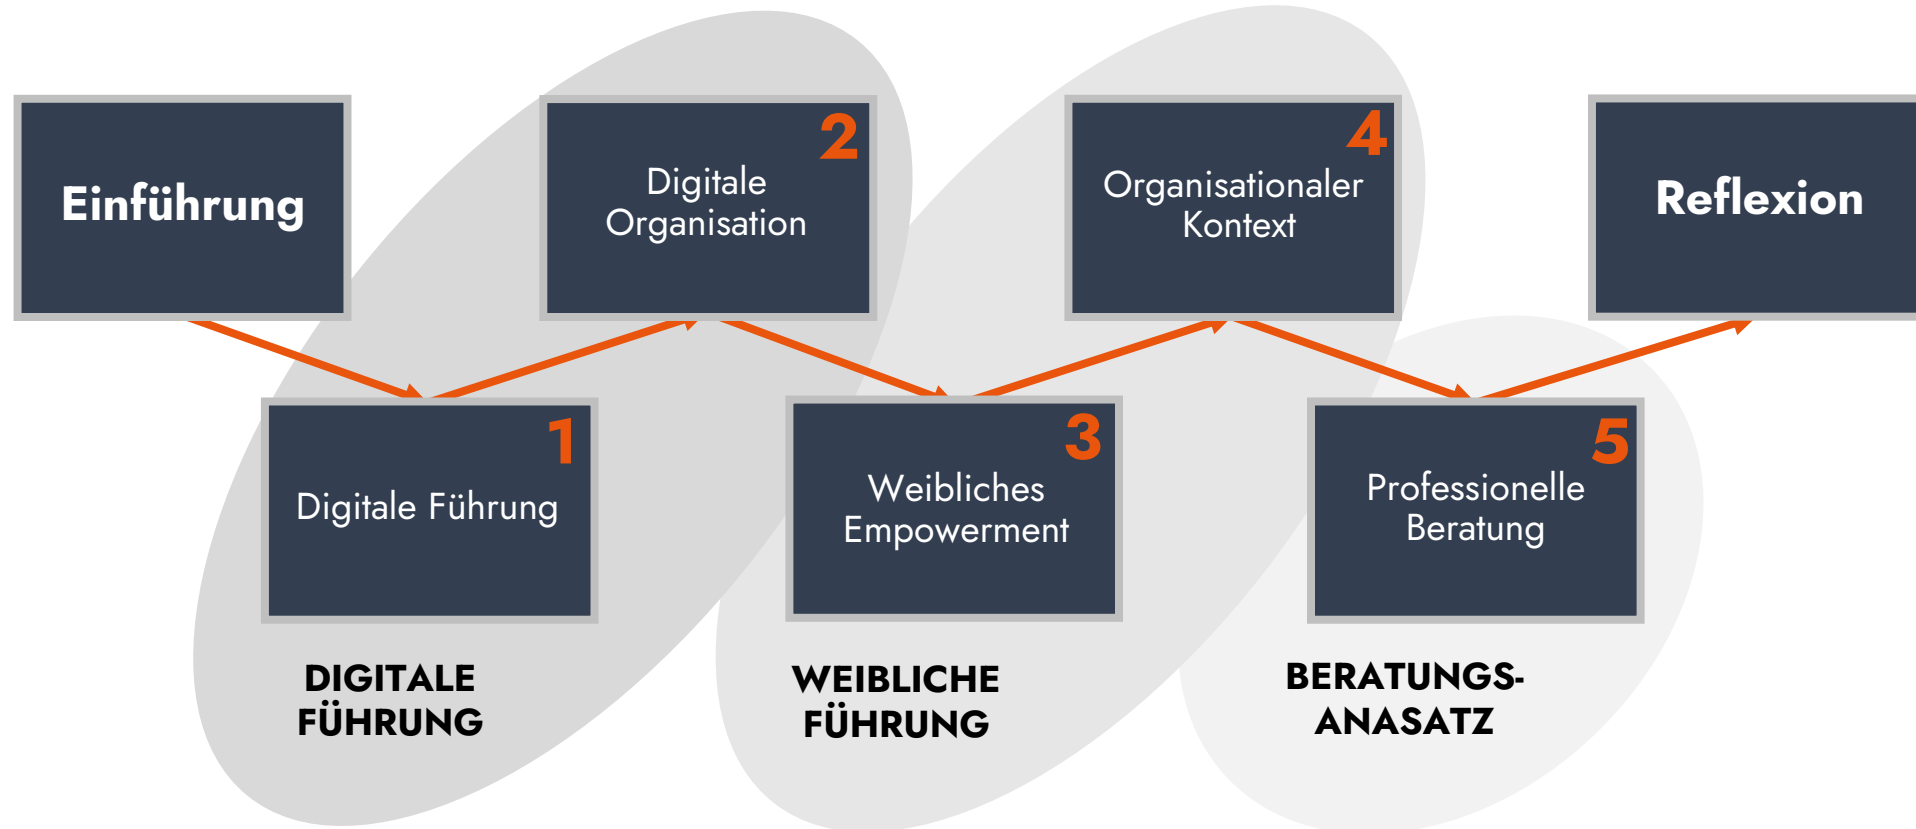 Einführung
2
Digitale
Organisation
4
Organisationaler
Kontext
Reflexion
1
Digitale Führung
3
Weibliches
Empowerment
5
Professionelle
Beratung
DIGITALE
FÜHRUNG
WEIBLICHE
FÜHRUNG
BERATUNGS-
ANASATZ